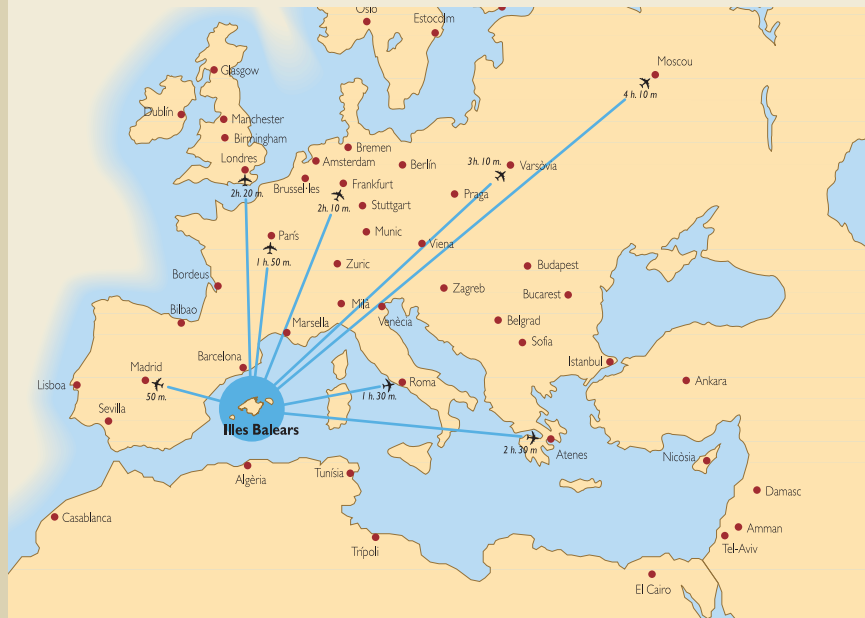 Oslo
Estocolm
Moscou
4 h. 10 m
Glasgow
Dublín
Manchester
Birmingham
Londres
2h. 20 m.
Bremen
Amsterdam
Berlín
3h. 10 m.
Varsòvia
Brussel·les
Frankfurt
2h. 10 m.
Praga
Stuttgart
París
1 h. 50 m.
Munic
Viena
Zuric
Budapest
Bordeus
Zagreb
Bucarest
Bilbao
Milà
Venècia
Marsella
Belgrad
Sofia
Barcelona
Istanbul
Madrid
50 m.
Lisboa
Roma
1 h. 30 m.
Ankara
Sevilla
Illes Balears
2 h. 30 m
Atenes
Nicòsia
Algèria
Tunísia
Damasc
Casablanca
Amman
Trípoli
Tel-Aviv
El Cairo